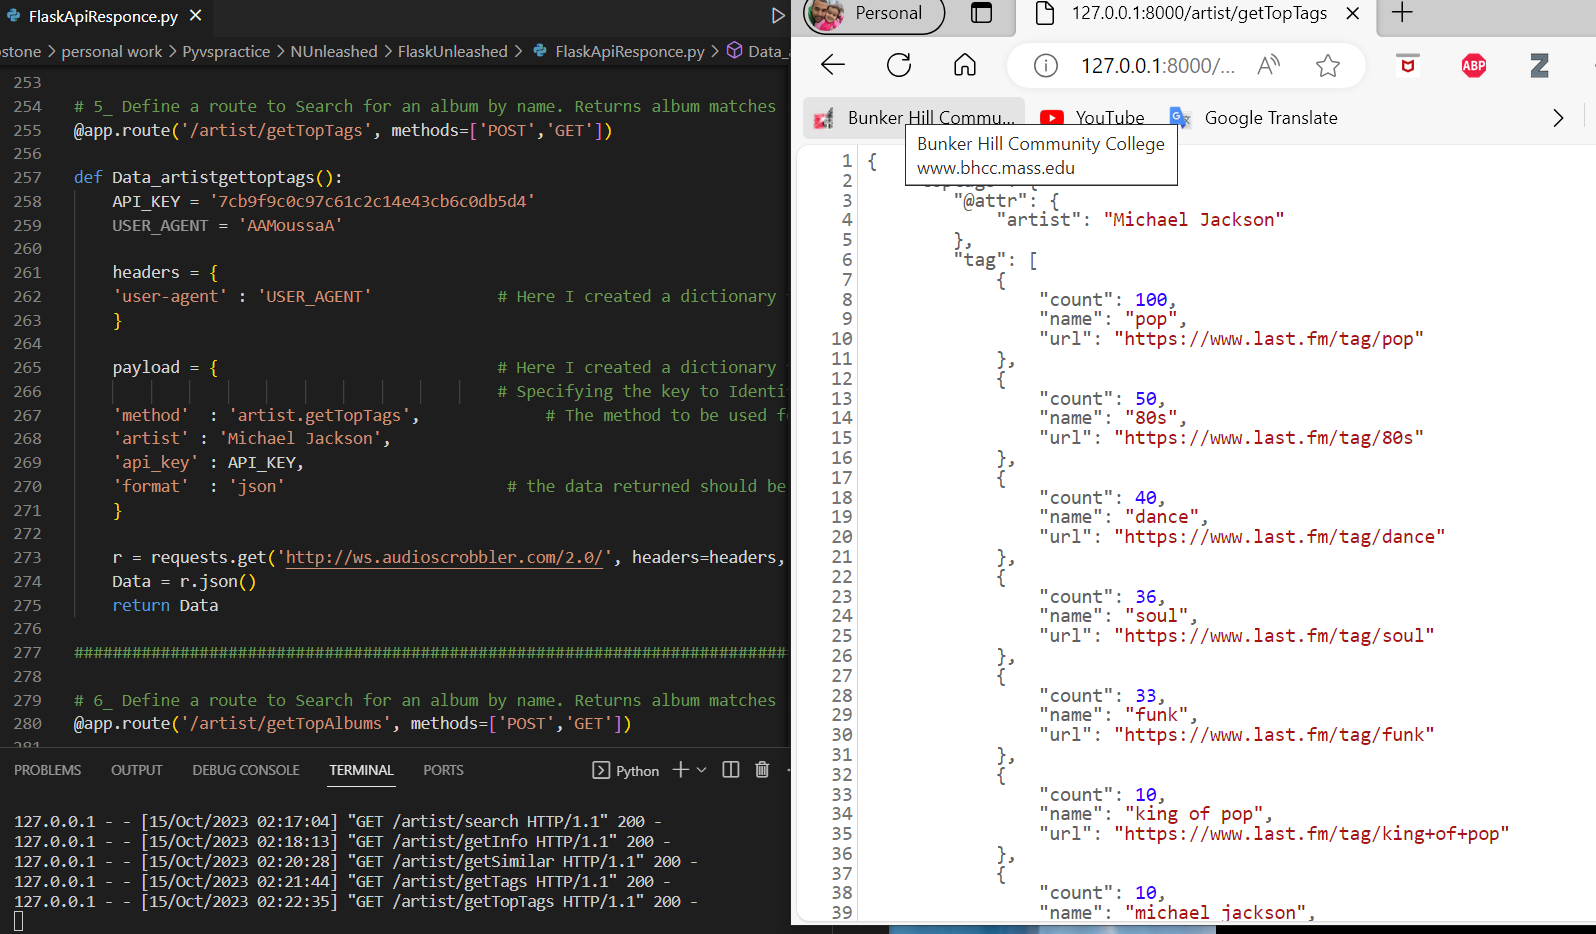 FlaskApiResponce.py
stone > personal work > Pyvspractice > NUnleashed > FlaskUnleashed > FlaskApiResponce.py > Data_
253
254 # 5_ Define a route to Search for an album by name. Returns album matches
255 @app.route('/artist/getTopTags', methods=['POST','GET'])
256
257 def Data_artistgettoptags():
258 API_KEY = '7cb9f9c0c97c61c2c14e43cb6c0db5d4'
259 USER_AGENT = 'AAMoussaA'
260
261 headers = {
262 'user-agent' : 'USER_AGENT' # Here I created a dictionary
263 }
264
265 payload = { # Here I created a dictionary
266 # Specifying the key to Identi
267 'method' : 'artist.getTopTags', # The method to be used f
268 'artist' : 'Michael Jackson',
269 'api_key' : API_KEY,
270 'format' : 'json' # the data returned should be
271 }
272
273 r = requests.get('http://ws.audioscrobbler.com/2.0/', headers=headers,
274 Data = r.json()
275 return Data
276
277 ##########################################################################
278
279 # 6_ Define a route to Search for an album by name. Returns album matches
280 @app.route('/artist/getTopAlbums', methods=['POST','GET'])
281
PROBLEMS OUTPUT DEBUG CONSOLE TERMINAL PORTS Python
127.0.0.1 - - [15/Oct/2023 02:17:04] "GET /artist/search HTTP/1.1" 200 -
127.0.0.1 - - [15/Oct/2023 02:18:13] "GET /artist/getInfo HTTP/1.1" 200 -
127.0.0.1 - - [15/Oct/2023 02:20:28] "GET /artist/getSimilar HTTP/1.1" 200 -
127.0.0.1 - - [15/Oct/2023 02:21:44] "GET /artist/getTags HTTP/1.1" 200 -
127.0.0.1 - - [15/Oct/2023 02:22:35] "GET /artist/getTopTags HTTP/1.1" 200 -
Personal 127.0.0.1:8000/artist/getTopTags
127.0.0.1:8000/... A ABP Z
Bunker Hill Commu... YouTube G Google Translate
Bunker Hill Community College
www.bhcc.mass.edu
1 {
2
3 "@attr": {
4 "artist": "Michael Jackson"
5 },
6 "tag": [
7 {
8 "count": 100,
9 "name": "pop",
10 "url": "https://www.last.fm/tag/pop"
11 },
12 {
13 "count": 50,
14 "name": "80s",
15 "url": "https://www.last.fm/tag/80s"
16 },
17 {
18 "count": 40,
19 "name": "dance",
20 "url": "https://www.last.fm/tag/dance"
21 },
22 {
23 "count": 36,
24 "name": "soul",
25 "url": "https://www.last.fm/tag/soul"
26 },
27 {
28 "count": 33,
29 "name": "funk",
30 "url": "https://www.last.fm/tag/funk"
31 },
32 {
33 "count": 10,
34 "name": "king of pop",
35 "url": "https://www.last.fm/tag/king+of+pop"
36 },
37 {
38 "count": 10,
39 "name": "michael jackson",